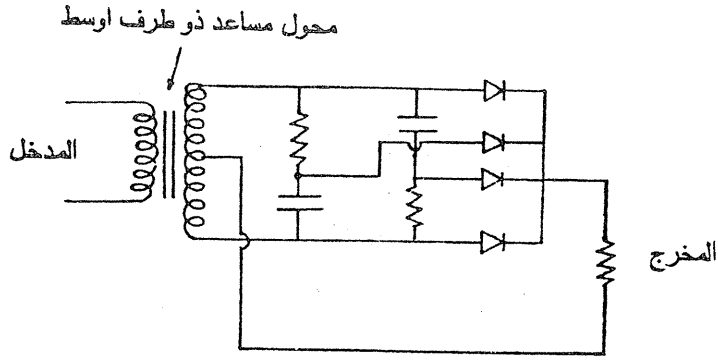 محول مساعد ذو طرف اوسط
المدخل
المخرج